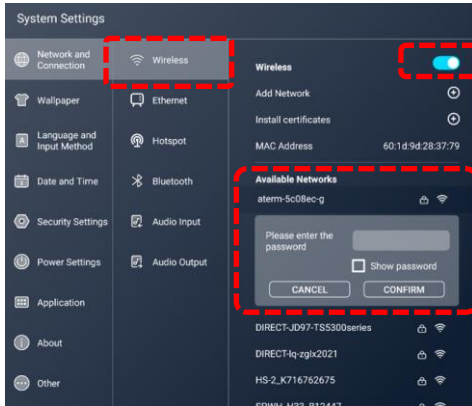 System Settings
Network and
Connection
Wallpaper
A
Language and
Input Method
Date and Time
Security Settings
Power Settings
Application
About
Other
Wireless
Ethernet
Hotspot
Bluetooth
Audio Input
Audio Output
Wireless
Add Network
Install certificates
MAC Address 60:1d:9d:28:37:79
Available Networks
aterm-5c08ec-g
Please enter the
password
Show password
CANCEL CONFIRM
DIRECT-JD97-TS5300series
DIRECT-lq-zglx2021
HS-2_K716762675